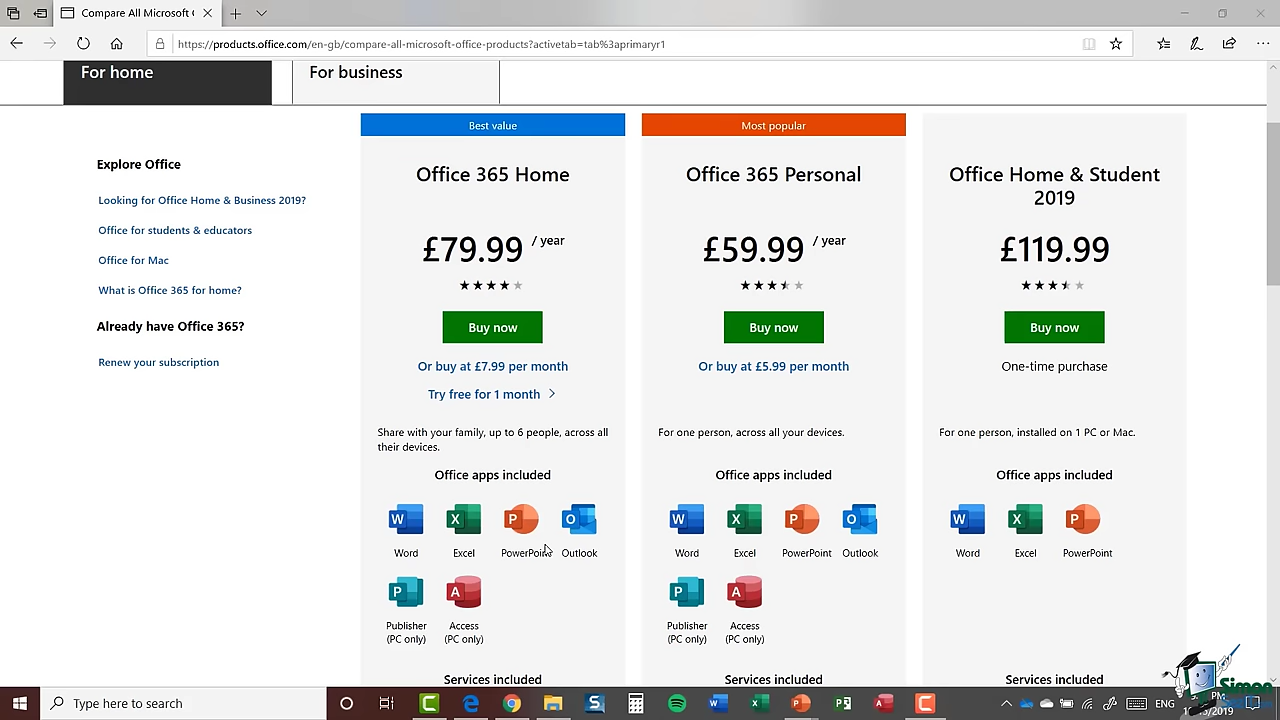 Compare All Microsoft
https://products.office.com/en-gb/compare-all-microsoft-office-products?activetab=tab%3aprimaryr1
For home
For business
Explore Office
Looking for Office Home & Business 2019?
Office for students & educators
Office for Mac
What is Office 365 for home?
Already have Office 365?
Renew your subscription
Best value
Office 365 Home
£79.99 / year
Buy now
Or buy at £7.99 per month
Try free for 1 month
Share with your family, up to 6 people, across all
their devices.
Office apps included
W X P O
Word Excel PowerPoint Outlook
P A
Publisher Access
(PC only) (PC only)
Services included
Most popular
Office 365 Personal
£59.99 / year
Buy now
Or buy at £5.99 per month
For one person, across all your devices.
Office apps included
W X P O
Word Excel PowerPoint Outlook
P A
Publisher Access
(PC only) (PC only)
Services included
Office Home & Student
2019
£119.99
Buy now
One-time purchase
For one person, installed on 1 PC or Mac.
Office apps included
W X P
Word Excel PowerPoint
Services included
Simon
Type here to search
PM